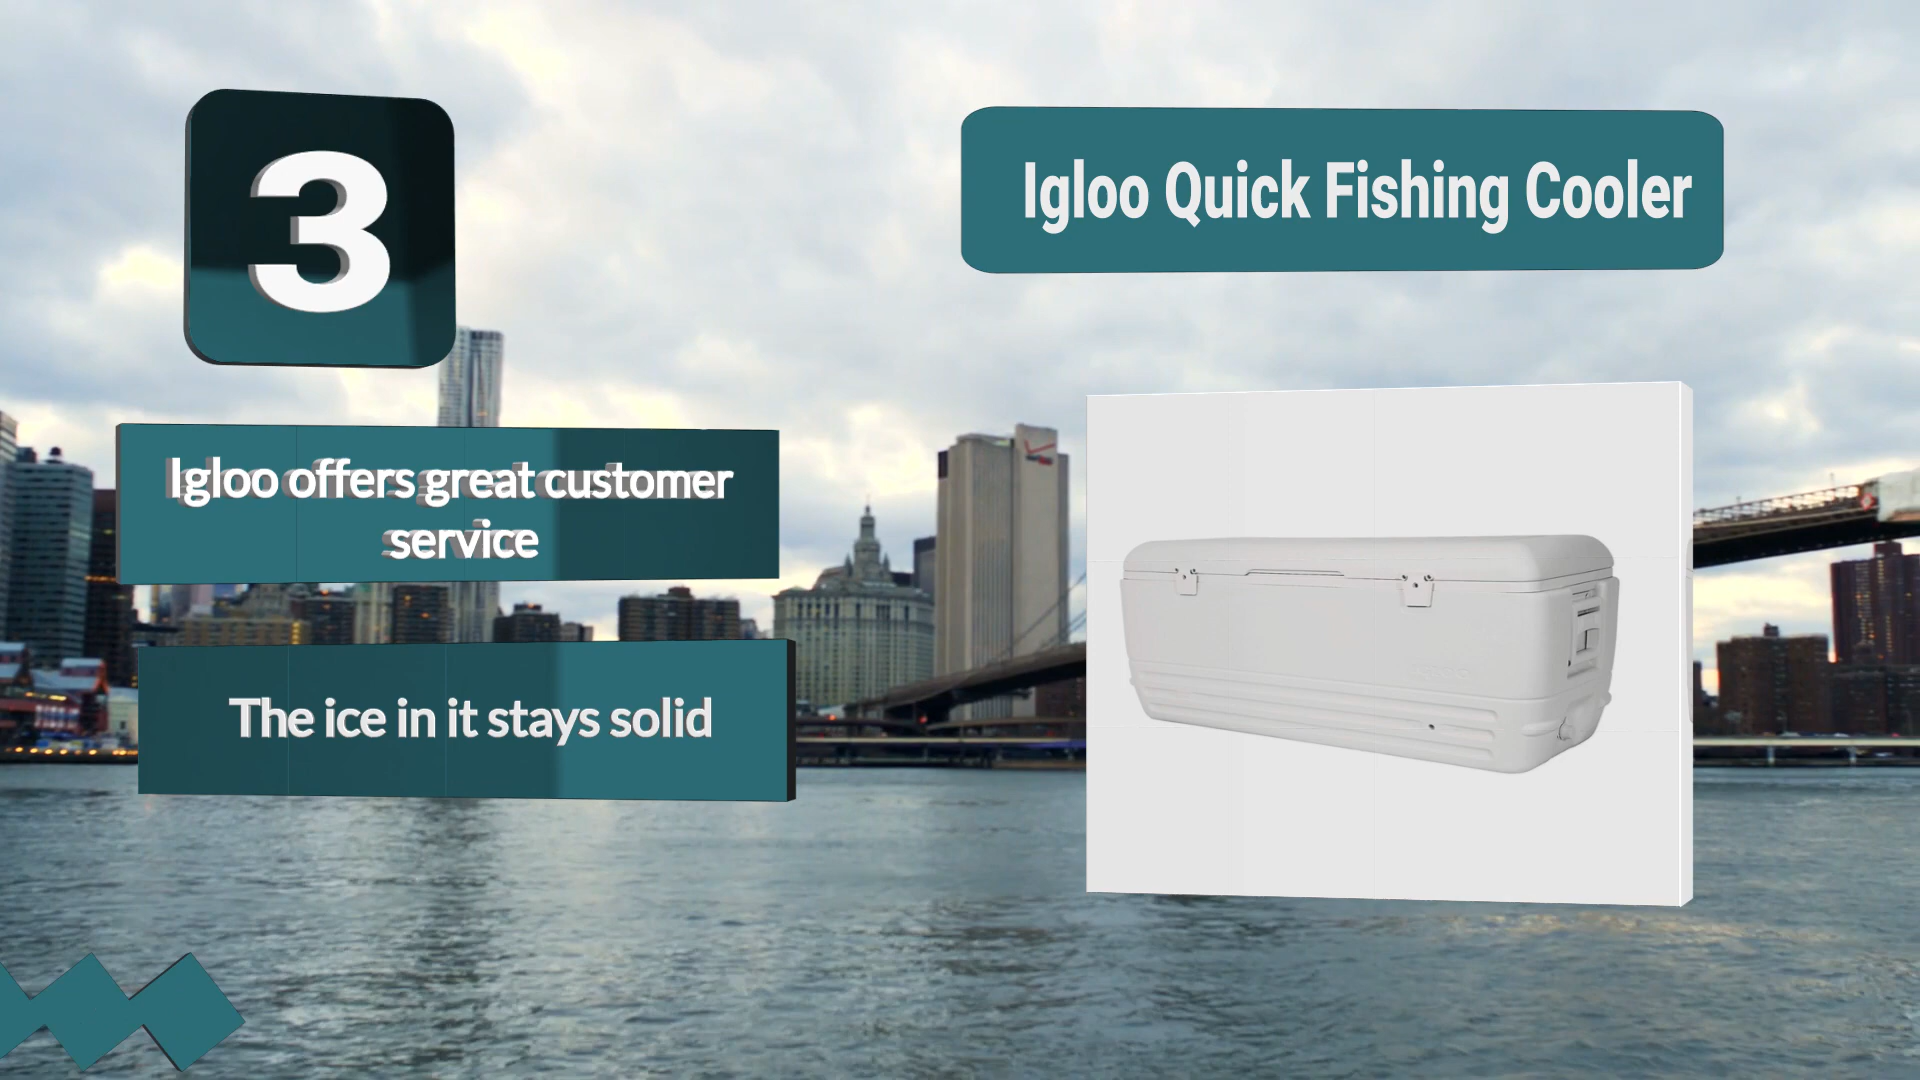 3
Igloo Quick Fishing Cooler
Igloo offers great customer
service
The ice in it stays solid